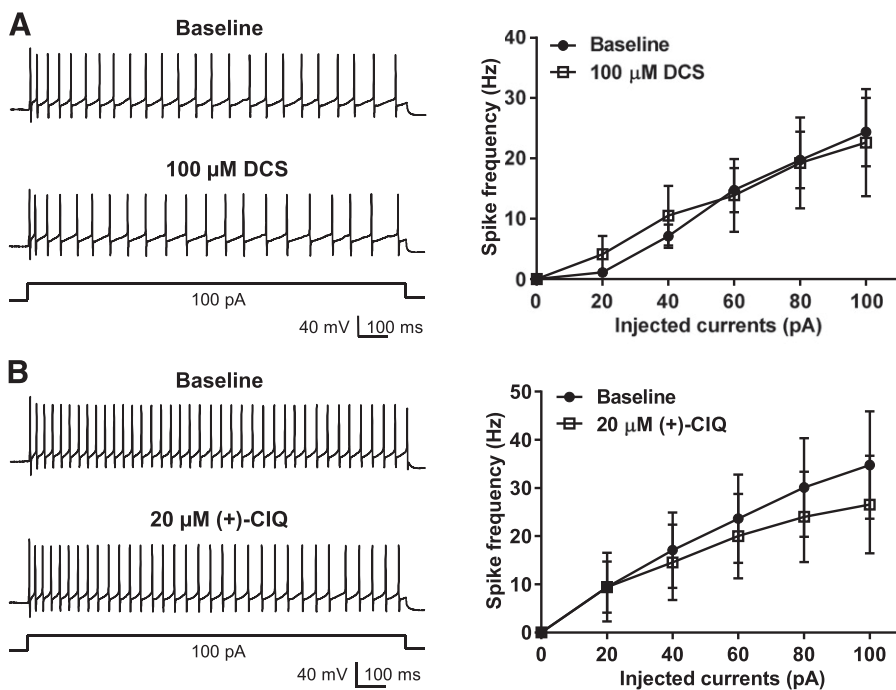 A
Baseline
100 µM DCS
100 pA
40 mV 100 ms
Spike frequency (Hz)
40
30
20
10
0
Baseline
100 µM DCS
0 20 40 60 80 100
Injected currents (pA)
B
Baseline
20 µM (+)-CIQ
100 pA
40 mV 100 ms
Spike frequency (Hz)
50
40
30
20
10
0
Baseline
20 µM (+)-CIQ
0 20 40 60 80 100
Injected currents (pA)